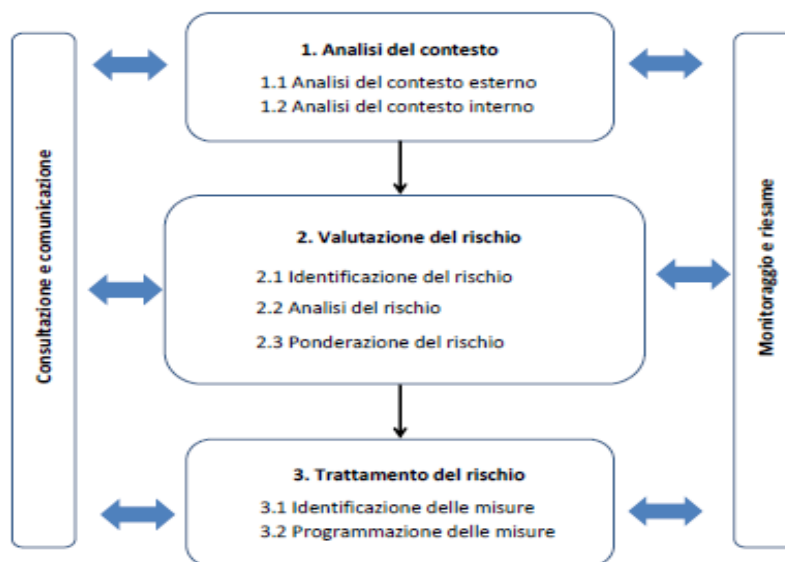 Consultazione e comunicazione
1. Analisi del contesto
1.1 Analisi del contesto esterno
1.2 Analisi del contesto interno
2. Valutazione del rischio
2.1 Identificazione del rischio
2.2 Analisi del rischio
2.3 Ponderazione del rischio
3. Trattamento del rischio
3.1 Identificazione delle misure
3.2 Programmazione delle misure
Monitoraggio e riesame